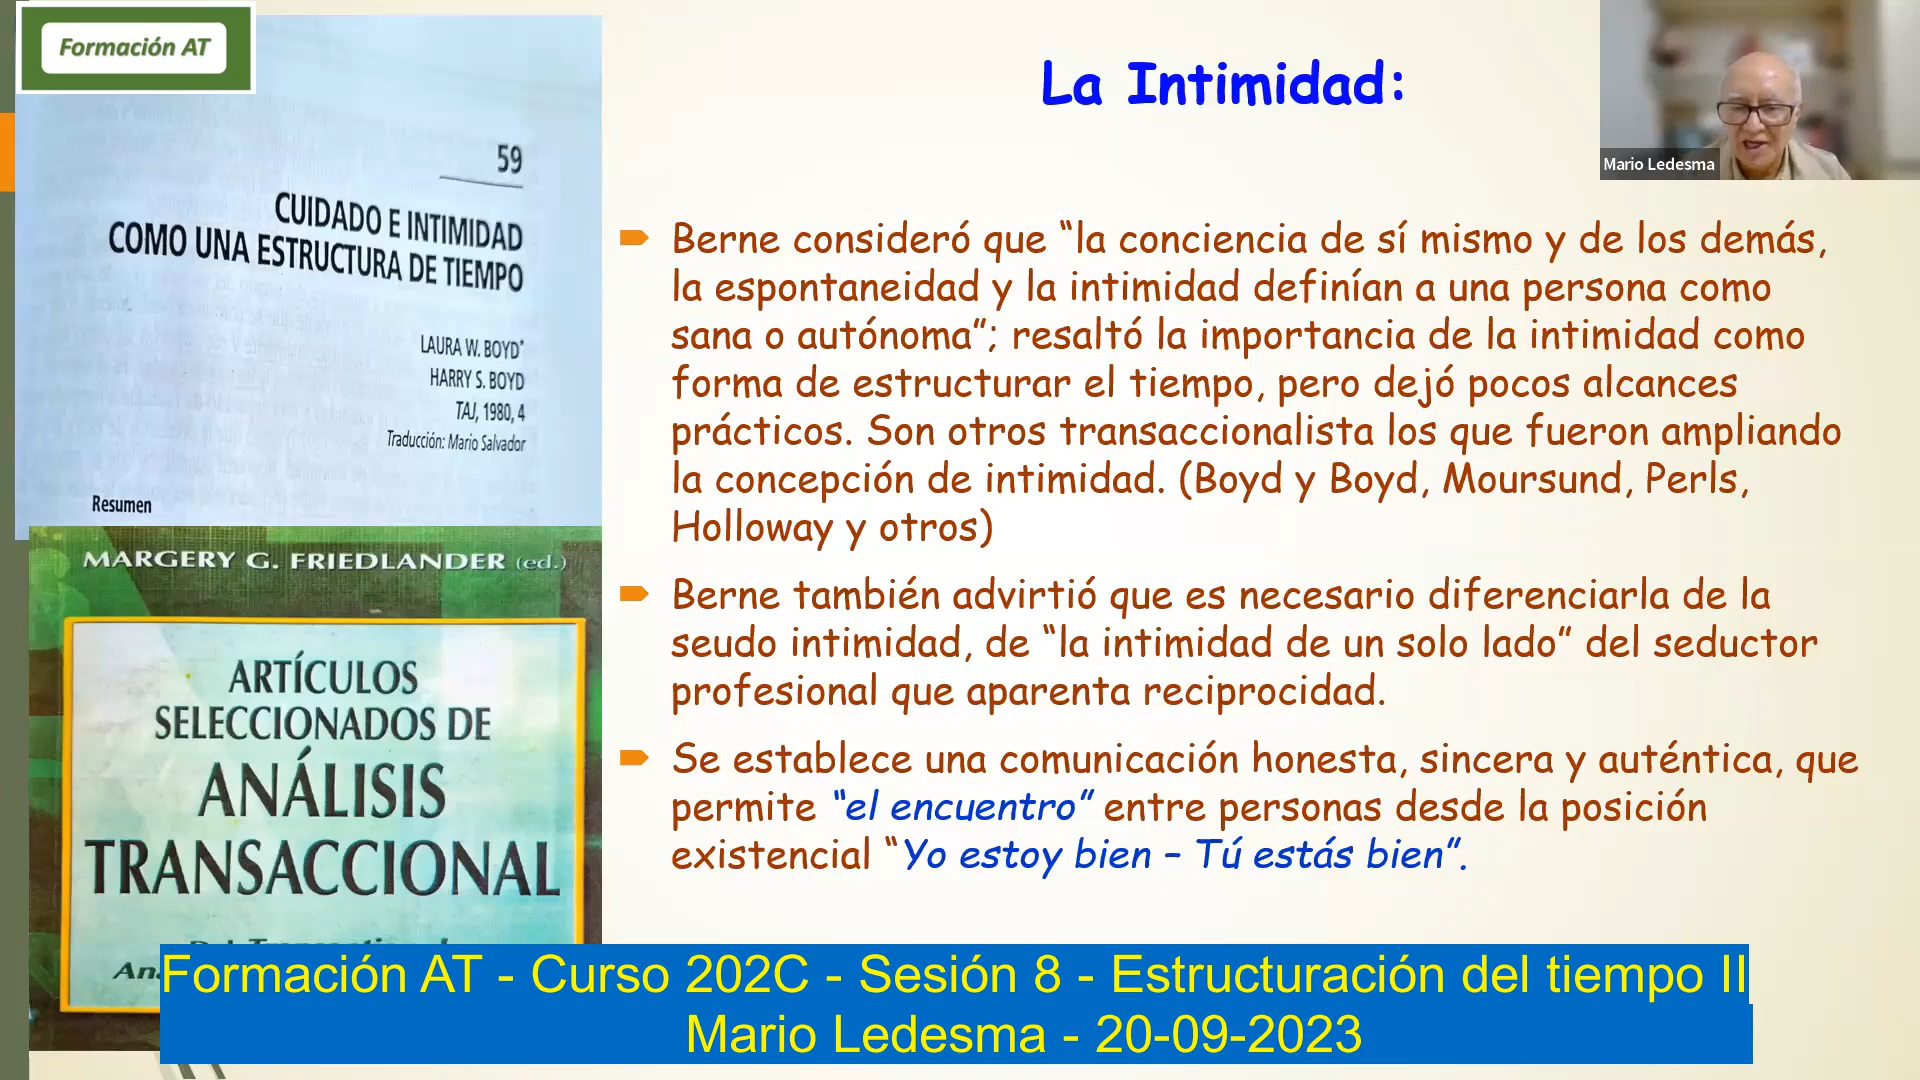 Formación AT
59
CUIDADO E INTIMIDAD
COMO UNA ESTRUCTURA DE TIEMPO
LAURA W. BOYD*
HARRY S. BOYD
TAJ, 1980, 4
Traducción: Mario Salvador
Resumen
MARGERY G. FRIEDLANDER (ed.)
ARTÍCULOS
SELECCIONADOS DE
ANÁLISIS
TRANSACCIONAL
La Intimidad:
Mario Ledesma
Berne consideró que “la conciencia de sí mismo y de los demás,
la espontaneidad y la intimidad definían a una persona como
sana o autónoma”; resaltó la importancia de la intimidad como
forma de estructurar el tiempo, pero dejó pocos alcances
prácticos. Son otros transaccionalista los que fueron ampliando
la concepción de intimidad. (Boyd y Boyd, Moursund, Perls,
Holloway y otros)
Berne también advirtió que es necesario diferenciarla de la
seudo intimidad, de “la intimidad de un solo lado” del seductor
profesional que aparenta reciprocidad.
Se establece una comunicación honesta, sincera y auténtica, que
permite “el encuentro” entre personas desde la posición
existencial “Yo estoy bien – Tú estás bien”.
Formación AT - Curso 202C - Sesión 8 - Estructuración del tiempo II
Mario Ledesma - 20-09-2023